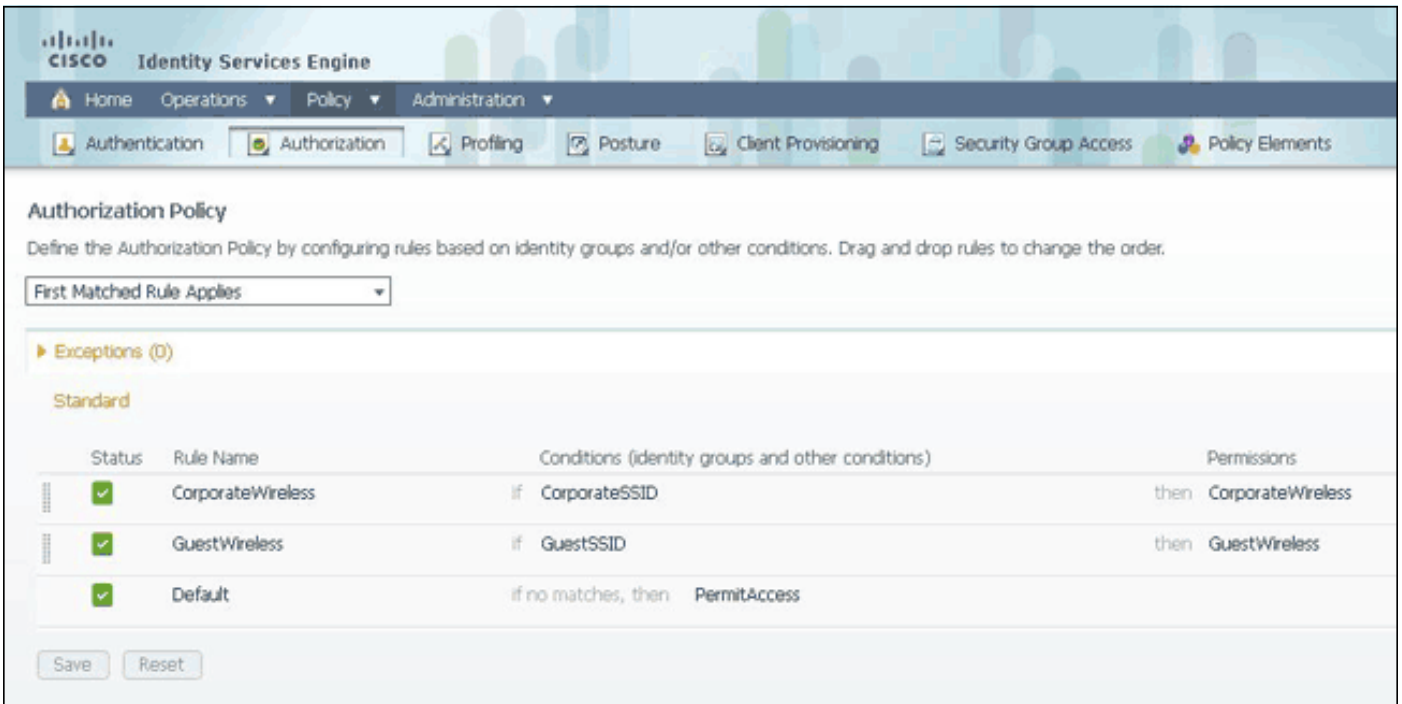 CISCO Identity Services Engine
Home Operations Policy Administration
Authentication Authorization Profiling Posture Client Provisioning Security Group Access Policy Elements
Authorization Policy
Define the Authorization Policy by configuring rules based on identity groups and/or other conditions. Drag and drop rules to change the order.
First Matched Rule Applies
Exceptions (0)
Standard
Status Rule Name Conditions (identity groups and other conditions) Permissions
CorporateWireless if CorporateSSID then CorporateWireless
GuestWireless if GuestSSID then GuestWireless
Default if no matches, then PermitAccess
Save Reset